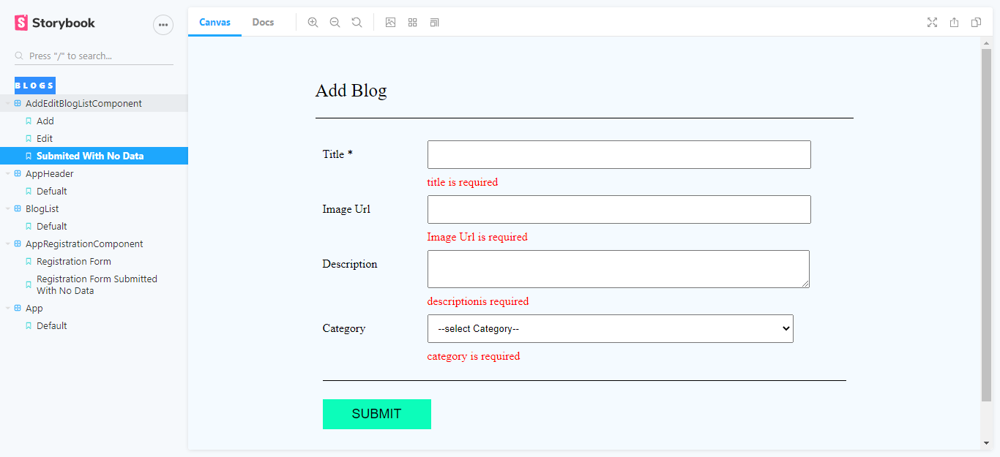 Storybook
Press "/" to search...
BLOGS
AddEditBlogListComponent
Add
Edit
Submited With No Data
AppHeader
Defualt
BlogList
Defualt
AppRegistrationComponent
Registration Form
Registration Form Submitted
With No Data
App
Default
Canvas Docs
Add Blog
Title *
title is required
Image Url
Image Url is required
Description
descriptionis required
Category
--select Category--
category is required
SUBMIT